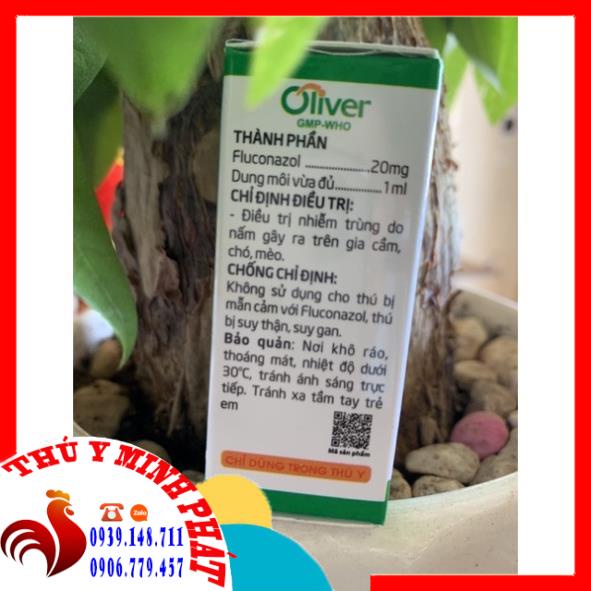 Oliver
GMP-WHO
THÀNH PHẦN
Fluconazol ......................20mg
Dung môi vừa đủ...............1ml
CHỈ ĐỊNH ĐIỀU TRỊ:
- Điều trị nhiễm trùng do
nấm gây ra trên gia cầm,
chó, mèo.
CHỐNG CHỈ ĐỊNH:
Không sử dụng cho thú bị
mẫn cảm với Fluconazol, thú
bị suy thận, suy gan.
Bảo quản: Nơi khô ráo,
thoáng mát, nhiệt độ dưới
30°C, tránh ánh sáng trực
tiếp. Tránh xa tầm tay trẻ
em
Mã sản phẩm
CHỈ DÙNG TRONG THÚ Y
THÚ Y MINH PHÁT
Zalo
0939.148.711
0906.779.457